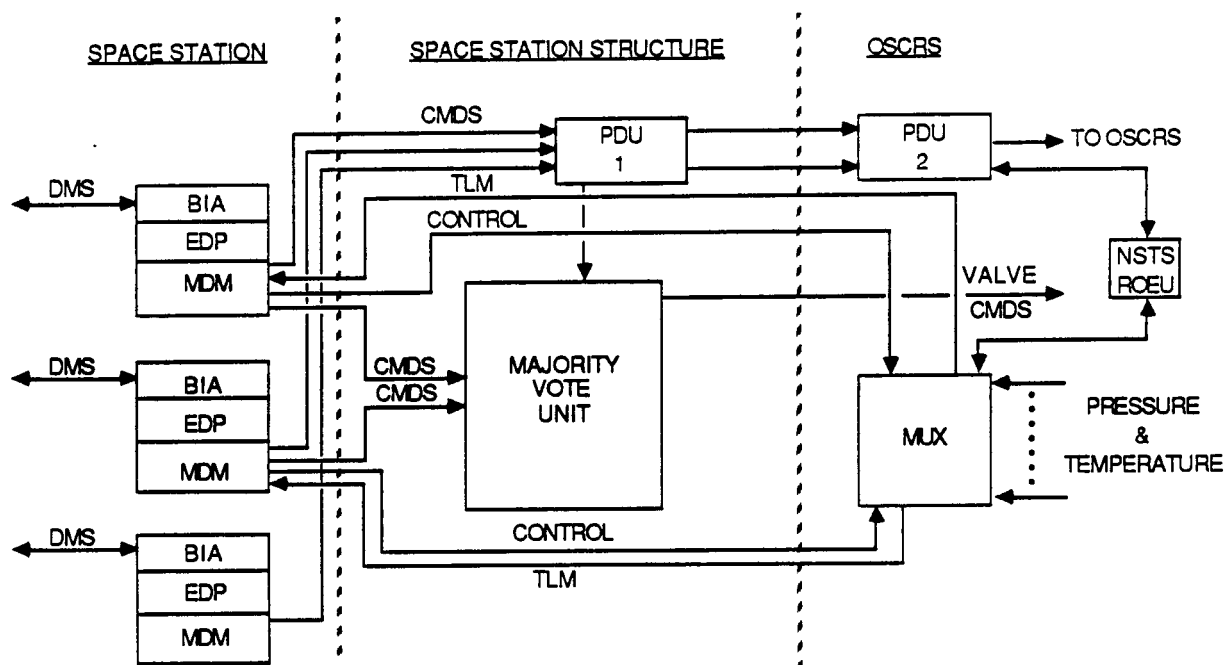 SPACE STATION
SPACE STATION STRUCTURE
OSCRS
CMDS
PDU
1
PDU
2
TO OSCRS
DMS
BIA
EDP
MDM
TLM
CONTROL
NSTS
ROEU
VALVE
CMDS
MAJORITY
VOTE
UNIT
CMDS
CMDS
DMS
BIA
EDP
MDM
MUX
PRESSURE
&
TEMPERATURE
CONTROL
TLM
DMS
BIA
EDP
MDM